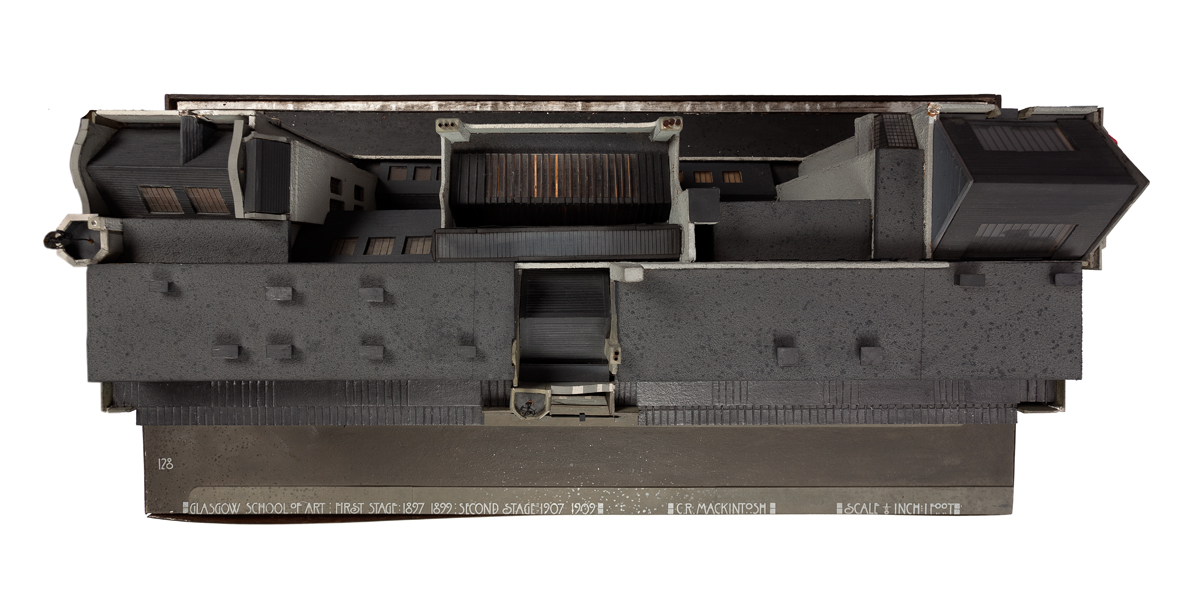 128
GLASGOW SCHOOL OF ART : FIRST STAGE : 1897 1899 : SECOND STAGE : 1907 1909
C.R. MACKINTOSH
SCALE ⅛ INCH : 1 FOOT